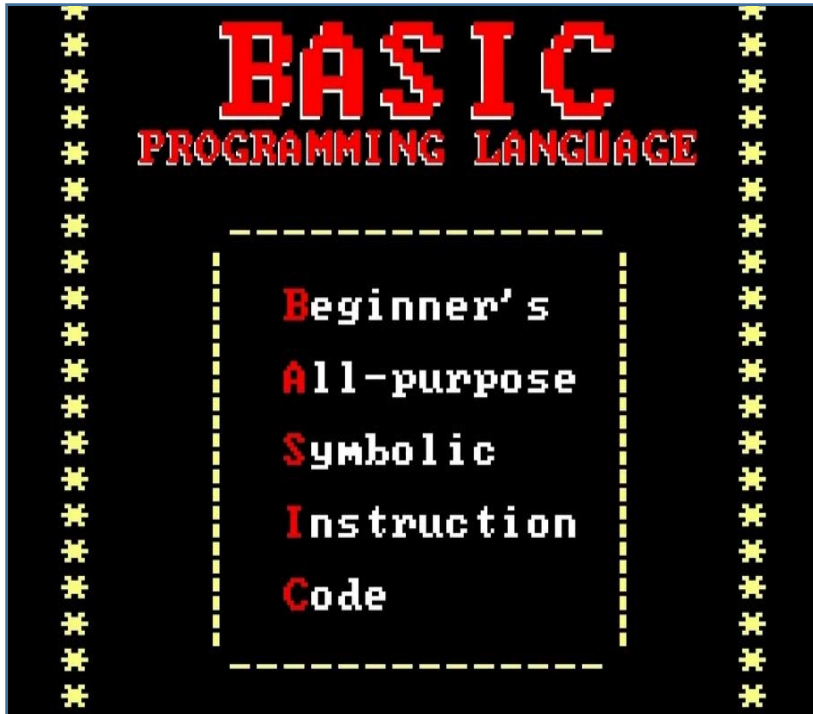 BASIC
PROGRAMMING LANGUAGE
Beginner's
All-purpose
Symbolic
Instruction
Code